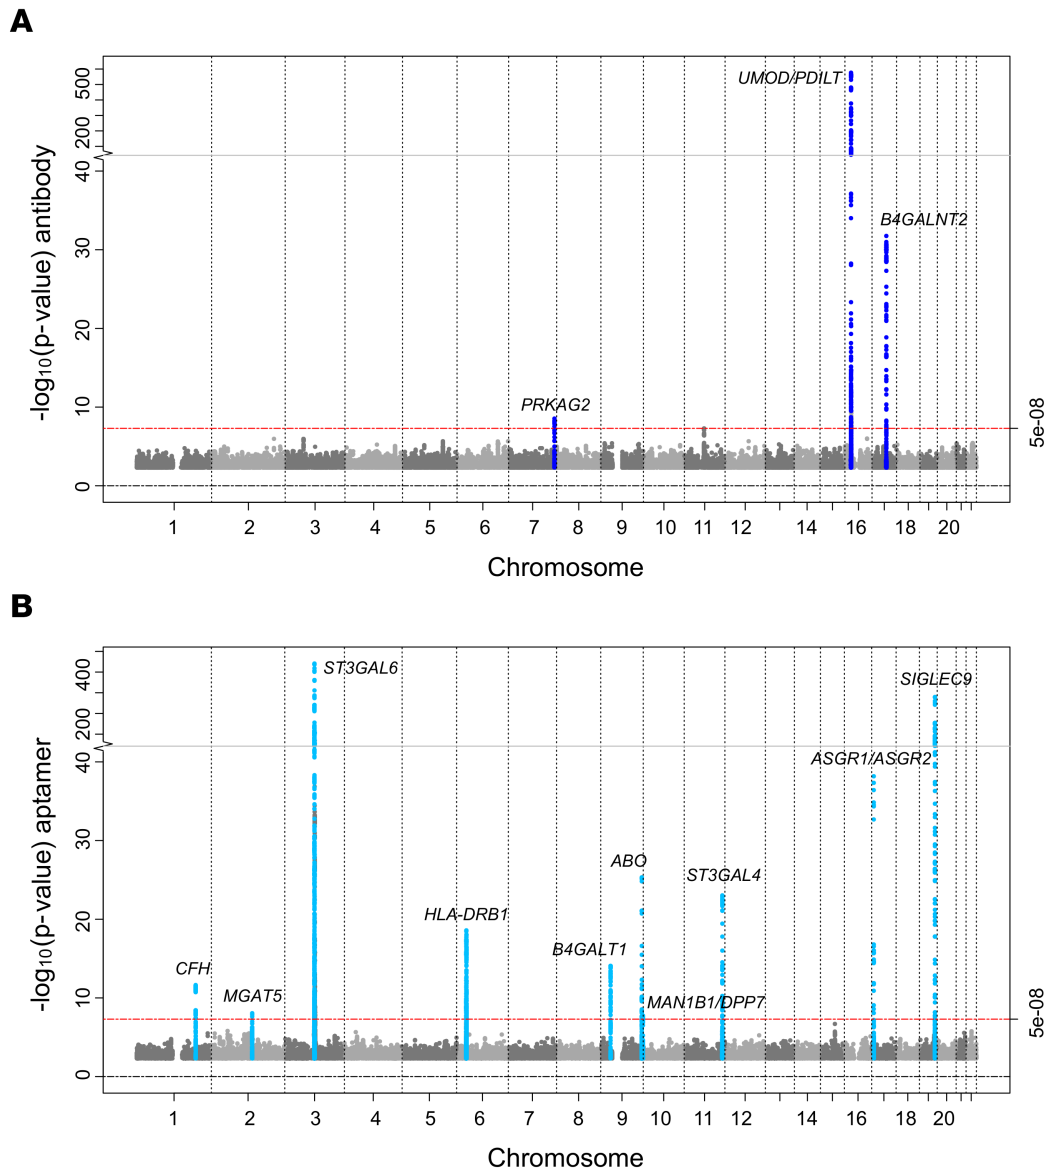 A
500
200
40
30
20
10
0
-log10(p-value) antibody
UMOD/PDILT
B4GALNT2
PRKAG2
5e-08
1 2 3 4 5 6 7 8 9 10 11 12 14 16 18 20
Chromosome
B
400
200
40
30
20
10
0
-log10(p-value) aptamer
ST3GAL6
SIGLEC9
ASGR1/ASGR2
ABO
ST3GAL4
HLA-DRB1
B4GALT1
CFH
MGAT5
MAN1B1/DPP7
5e-08
1 2 3 4 5 6 7 8 9 10 11 12 14 16 18 20
Chromosome